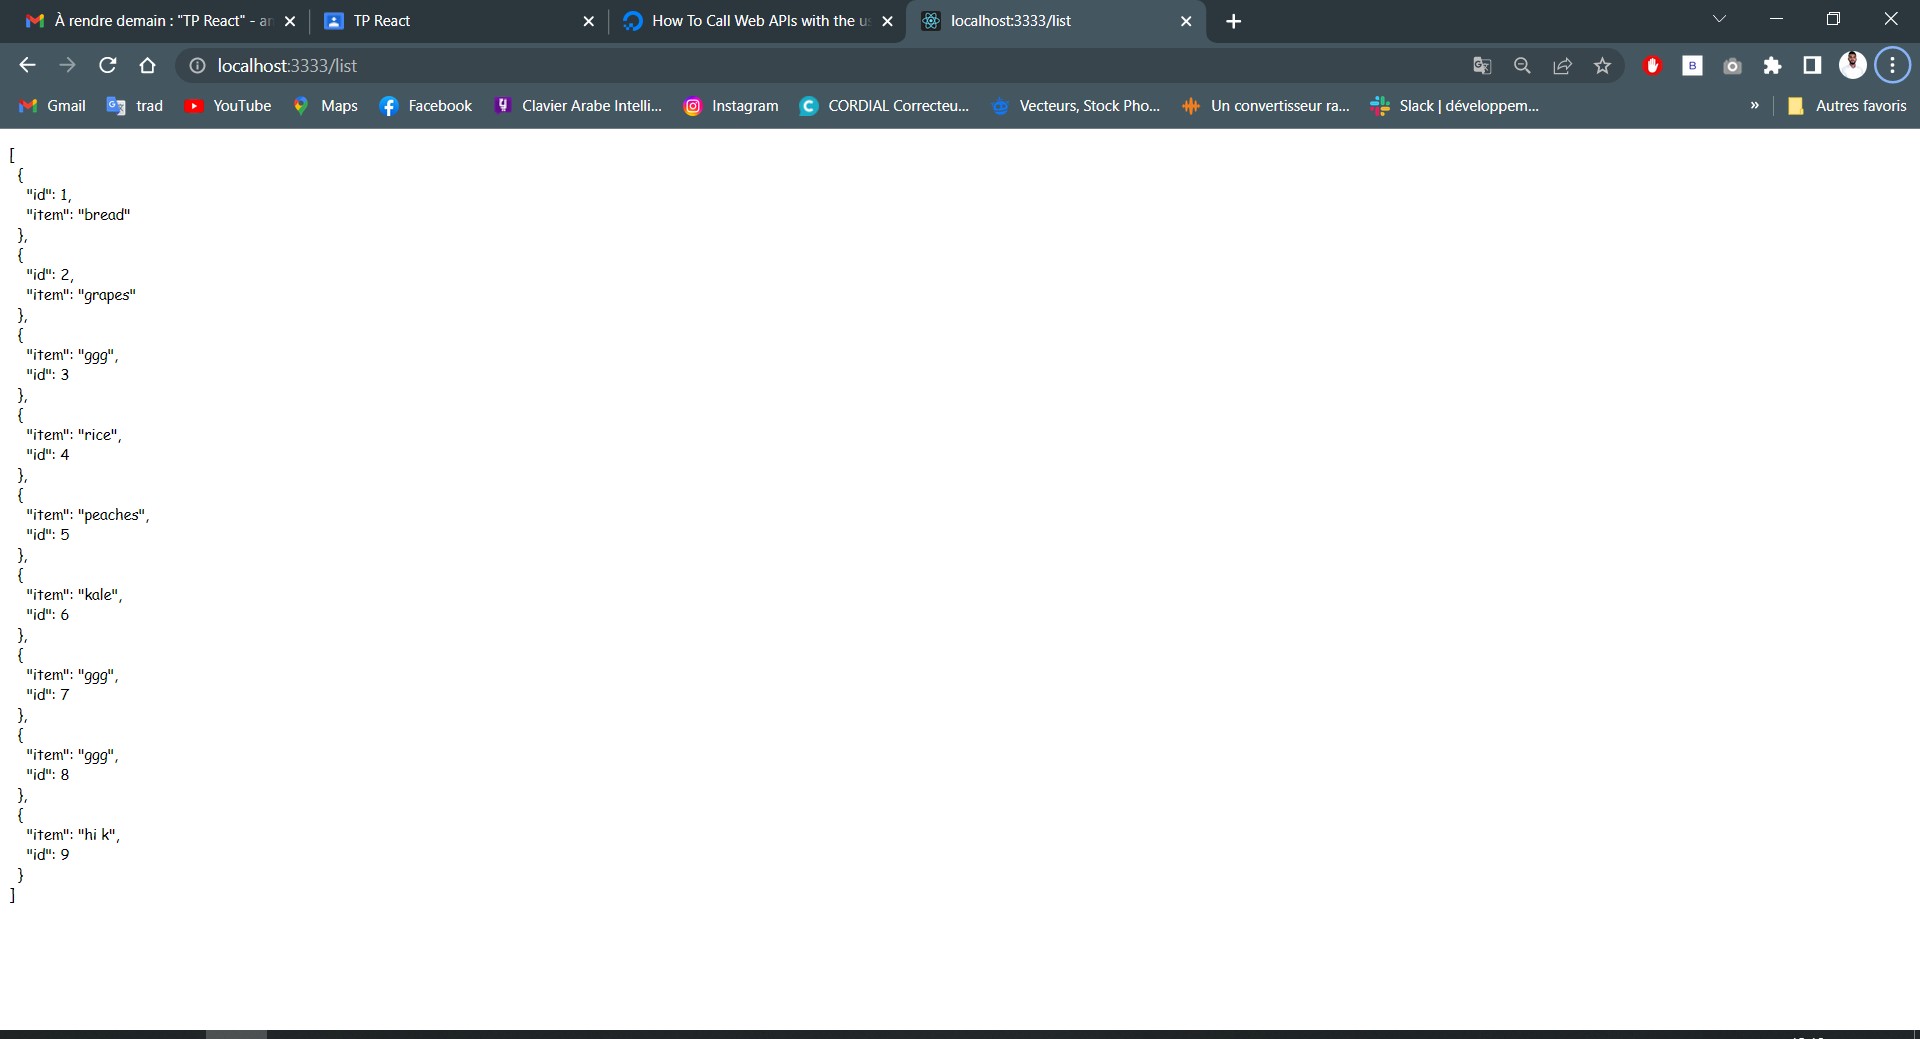 À rendre demain : "TP React" - ar
TP React
How To Call Web APIs with the us
localhost:3333/list
localhost:3333/list
Gmail
trad
YouTube
Maps
Facebook
Clavier Arabe Intelli...
Instagram
CORDIAL Correcteu...
Vecteurs, Stock Pho...
Un convertisseur ra...
Slack | développem...
»
Autres favoris
[
{
"id": 1,
"item": "bread"
},
{
"id": 2,
"item": "grapes"
},
{
"item": "ggg",
"id": 3
},
{
"item": "rice",
"id": 4
},
{
"item": "peaches",
"id": 5
},
{
"item": "kale",
"id": 6
},
{
"item": "ggg",
"id": 7
},
{
"item": "ggg",
"id": 8
},
{
"item": "hi k",
"id": 9
}
]